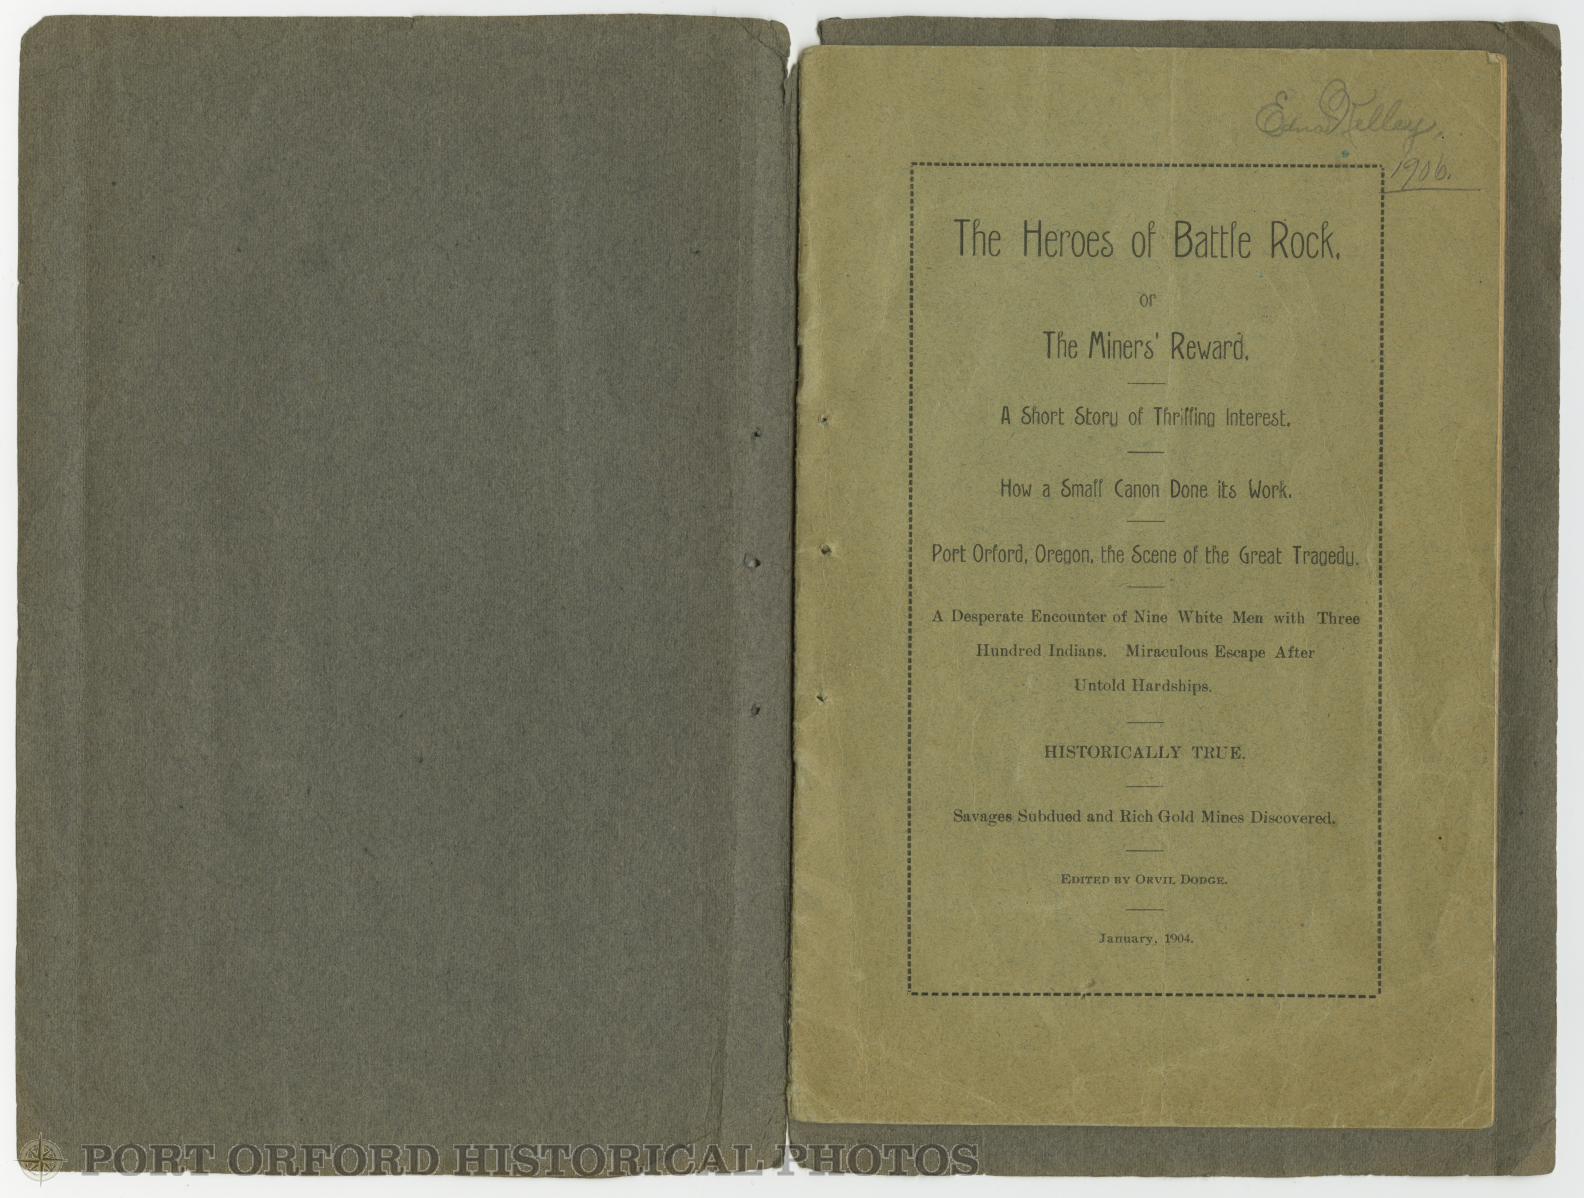 Edna Kelley.
1906.
The Heroes of Battle Rock,
or
The Miners' Reward.
A Short Story of Thrilling Interest.
How a Small Canon Done its Work.
Port Orford, Oregon, the Scene of the Great Tragedy.
A Desperate Encounter of Nine White Men with Three
Hundred Indians. Miraculous Escape After
Untold Hardships.
HISTORICALLY TRUE.
Savages Subdued and Rich Gold Mines Discovered.
EDITED BY ORVIL DODGE.
January, 1904.
PORT ORFORD HISTORICAL PHOTOS